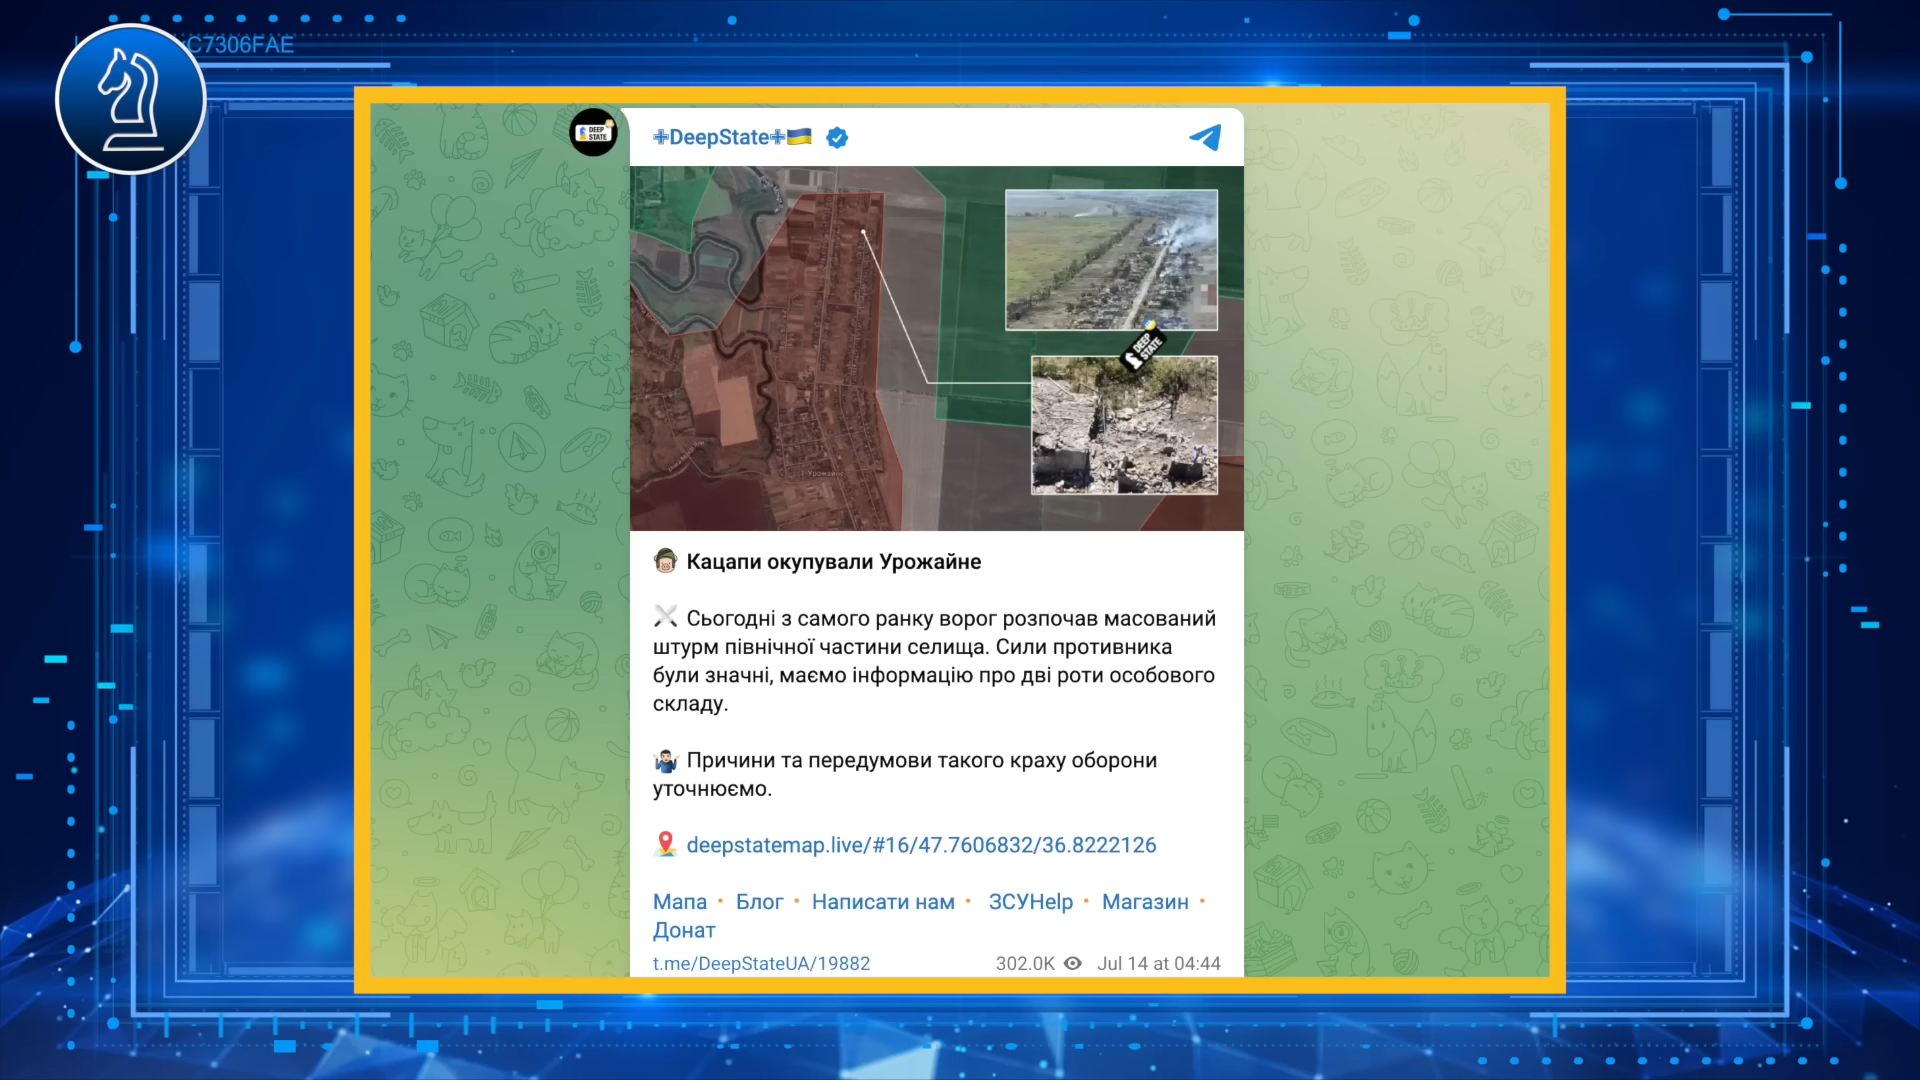 C7306FAE
DEEP
STATE
DeepState
DEEP
STATE
Урожайне
Кацапи окупували Урожайне
Сьогодні з самого ранку ворог розпочав масований
штурм північної частини селища. Сили противника
були значні, маємо інформацію про дві роти особового
складу.
Причини та передумови такого краху оборони
уточнюємо.
deepstatemap.live/#16/47.7606832/36.8222126
Мапа • Блог • Написати нам • ЗСУHelp • Магазин •
Донат
t.me/DeepStateUA/19882
302.0K Jul 14 at 04:44